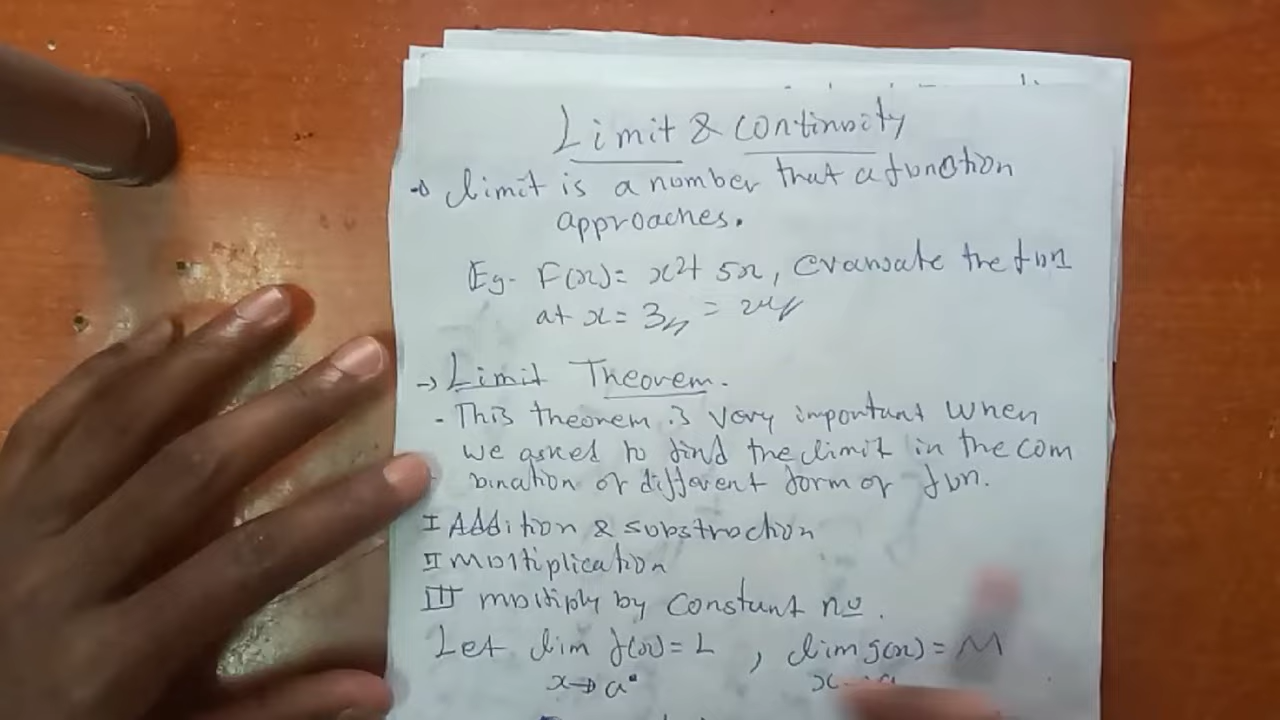 Limit & continuity
limit is a number that a function
approaches.
Eg- F(x)= x²+ 5x, evaluate the fun
at x= 3 = 24
→ Limit Theorem.
- This theorem is very important when
we asked to find the limit in the com
bination of different form of fun.
I Addition & substraction
II multiplication
III multiply by constant no.
Let lim f(x)= L , lim g(x)= M
x→a x→a